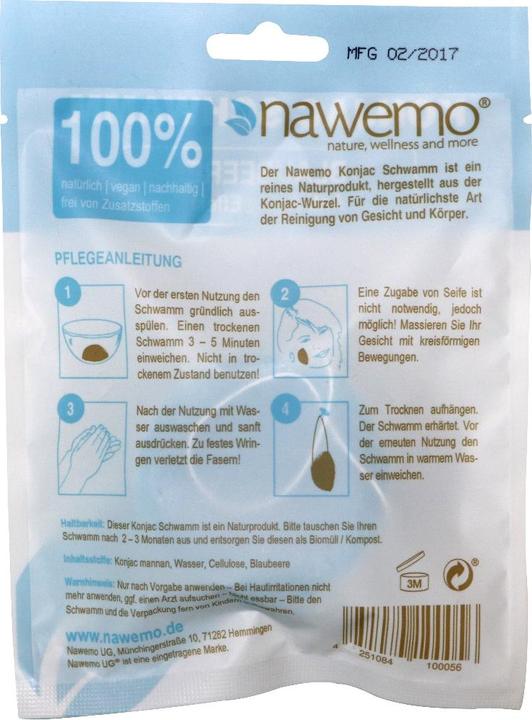 MFG 02/2017
100%
natürlich | vegan | nachhaltig |
frei von Zusatzstoffen
nawemo®
nature, wellness and more
Der Nawemo Konjac Schwamm ist ein
reines Naturprodukt, hergestellt aus der
Konjac-Wurzel. Für die natürlichste Art
der Reinigung von Gesicht und Körper.
PFLEGEANLEITUNG
1
Vor der ersten Nutzung den
Schwamm gründlich aus-
spülen. Einen trockenen
Schwamm 3 – 5 Minuten
einweichen. Nicht in tro-
ckenem Zustand benutzen!
2
Eine Zugabe von Seife ist
nicht notwendig, jedoch
möglich! Massieren Sie Ihr
Gesicht mit kreisförmigen
Bewegungen.
3
Nach der Nutzung mit Was-
ser auswaschen und sanft
ausdrücken. Zu festes Wrin-
gen verletzt die Fasern!
4
Zum Trocknen aufhängen.
Der Schwamm erhärtet. Vor
der erneuten Nutzung den
Schwamm in warmem Was-
ser einweichen.
Haltbarkeit: Dieser Konjac Schwamm ist ein Naturprodukt. Bitte tauschen Sie Ihren
Schwamm nach 2 – 3 Monaten aus und entsorgen Sie diesen als Biomüll / Kompost.
Inhaltsstoffe: Konjac mannan, Wasser, Cellulose, Blaubeere
Warnhinweis: Nur nach Vorgabe anwenden – Bei Hautirritationen nicht
mehr anwenden, ggf. einen Arzt aufsuchen – Nicht essbar – Bitte den
Schwamm und die Verpackung fern von Kindern aufbewahren.
www.nawemo.de
Nawemo UG, Münchingerstraße 10, 71282 Hemmingen
Nawemo UG® ist eine eingetragene Marke.
3M
4 251084 100056